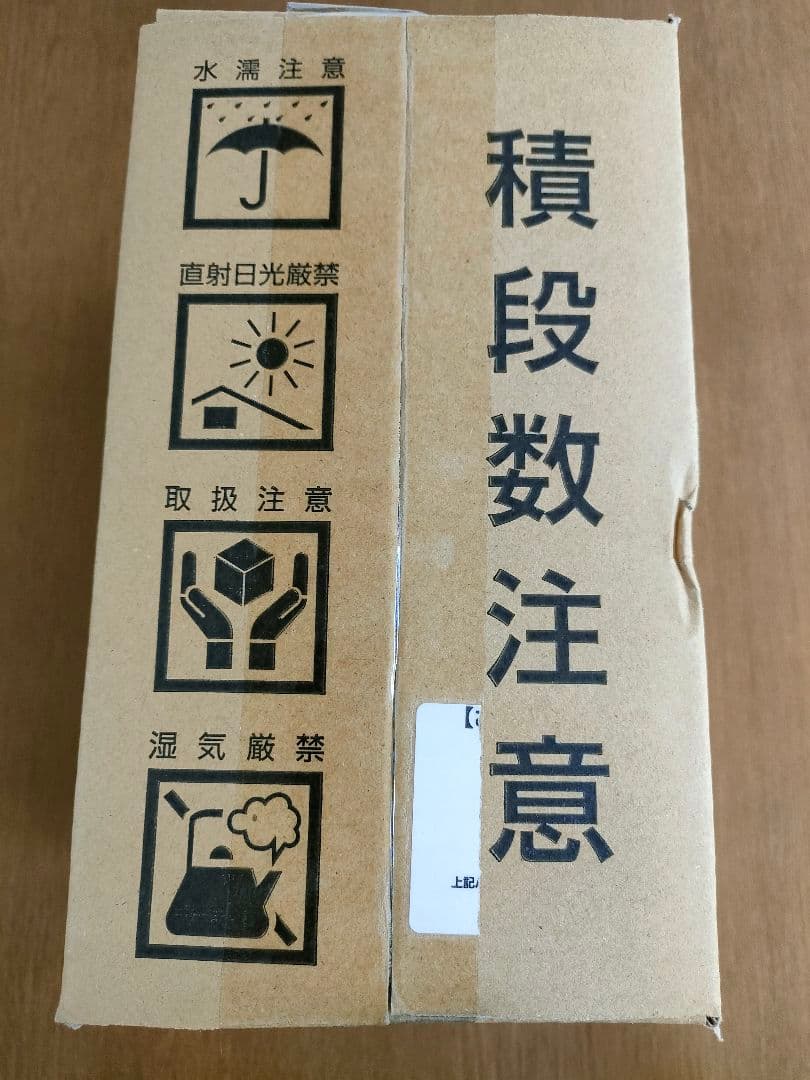 水濡注意
直射日光厳禁
取扱注意
湿気厳禁
積段数注意
上記